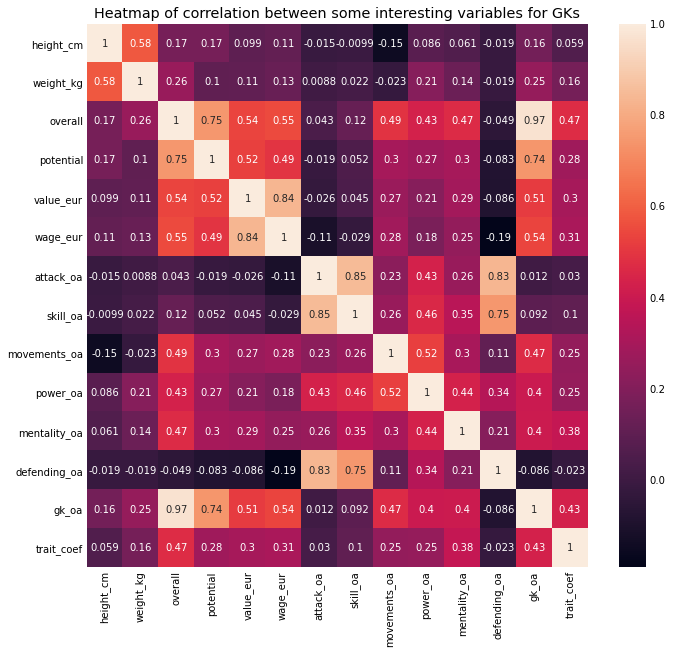 Heatmap of correlation between some interesting variables for GKs
height_cm 1 0.58 0.17 0.17 0.099 0.11 -0.015 -0.0099 -0.15 0.086 0.061 -0.019 0.16 0.059
weight_kg 0.58 1 0.26 0.1 0.11 0.13 0.0088 0.022 -0.023 0.21 0.14 -0.019 0.25 0.16
overall 0.17 0.26 1 0.75 0.54 0.55 0.043 0.12 0.49 0.43 0.47 -0.049 0.97 0.47
potential 0.17 0.1 0.75 1 0.52 0.49 -0.019 0.052 0.3 0.27 0.3 -0.083 0.74 0.28
value_eur 0.099 0.11 0.54 0.52 1 0.84 -0.026 0.045 0.27 0.21 0.29 -0.086 0.51 0.3
wage_eur 0.11 0.13 0.55 0.49 0.84 1 -0.11 -0.029 0.28 0.18 0.25 -0.19 0.54 0.31
attack_oa -0.015 0.0088 0.043 -0.019 -0.026 -0.11 1 0.85 0.23 0.43 0.26 0.83 0.012 0.03
skill_oa -0.0099 0.022 0.12 0.052 0.045 -0.029 0.85 1 0.26 0.46 0.35 0.75 0.092 0.1
movements_oa -0.15 -0.023 0.49 0.3 0.27 0.28 0.23 0.26 1 0.52 0.3 0.11 0.47 0.25
power_oa 0.086 0.21 0.43 0.27 0.21 0.18 0.43 0.46 0.52 1 0.44 0.34 0.4 0.25
mentality_oa 0.061 0.14 0.47 0.3 0.29 0.25 0.26 0.35 0.3 0.44 1 0.21 0.4 0.38
defending_oa -0.019 -0.019 -0.049 -0.083 -0.086 -0.19 0.83 0.75 0.11 0.34 0.21 1 -0.086 -0.023
gk_oa 0.16 0.25 0.97 0.74 0.51 0.54 0.012 0.092 0.47 0.4 0.4 -0.086 1 0.43
trait_coef 0.059 0.16 0.47 0.28 0.3 0.31 0.03 0.1 0.25 0.25 0.38 -0.023 0.43 1
height_cm
weight_kg
overall
potential
value_eur
wage_eur
attack_oa
skill_oa
movements_oa
power_oa
mentality_oa
defending_oa
gk_oa
trait_coef
1.0
0.8
0.6
0.4
0.2
0.0